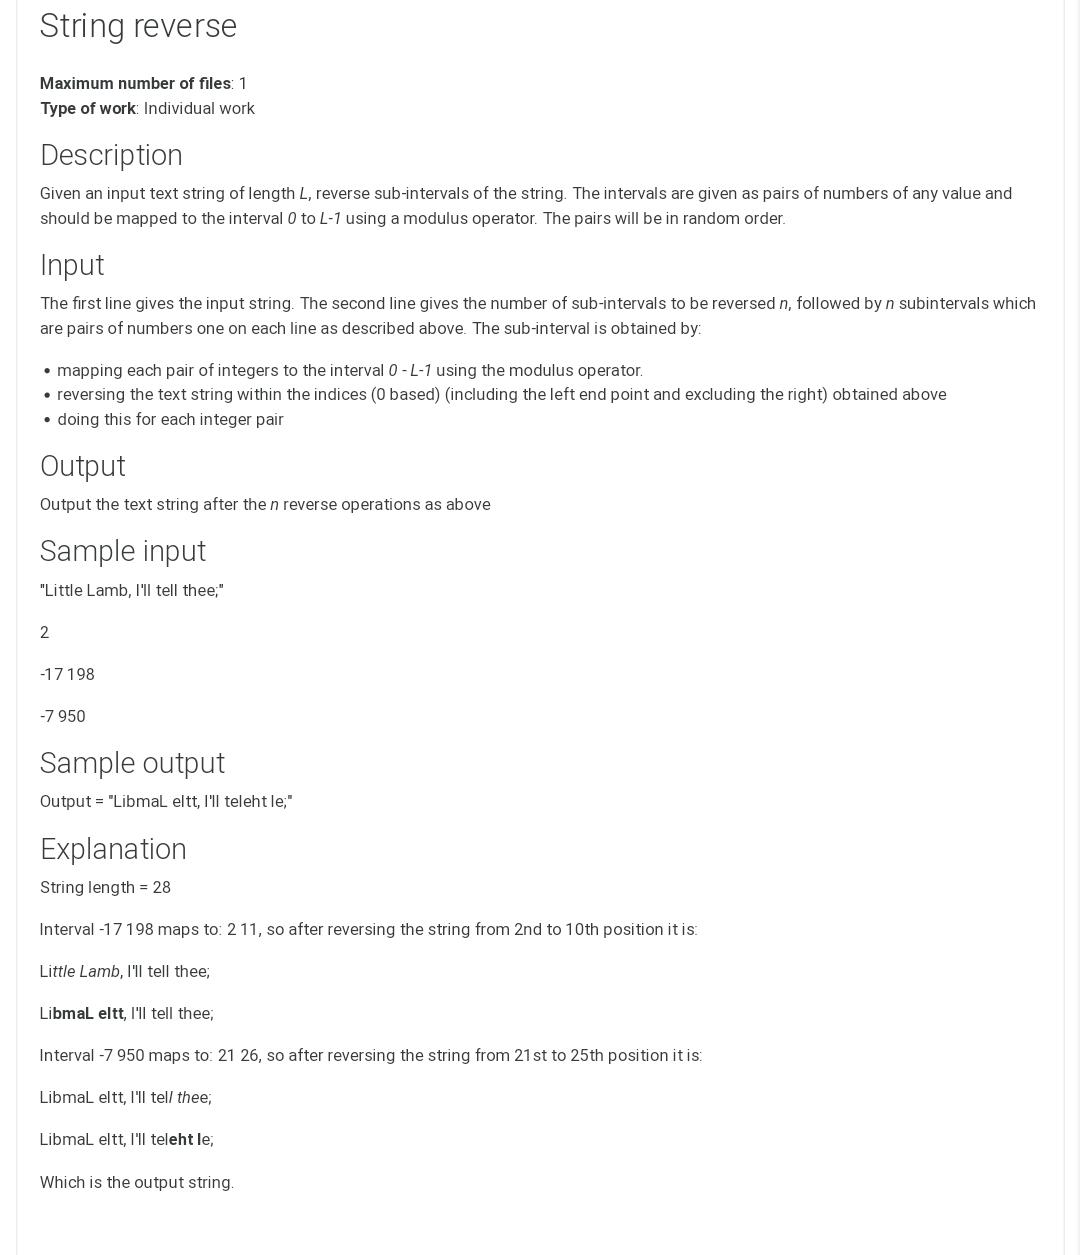 String reverse
Maximum number of files: 1
Type of work: Individual work
Description
Given an input text string of length L, reverse sub-intervals of the string. The intervals are given as pairs of numbers of any value and
should be mapped to the interval 0 to L-1 using a modulus operator. The pairs will be in random order.
Input
The first line gives the input string. The second line gives the number of sub-intervals to be reversed n, followed by n subintervals which
are pairs of numbers one on each line as described above. The sub-interval is obtained by:
• mapping each pair of integers to the interval 0 - L-1 using the modulus operator.
• reversing the text string within the indices (0 based) (including the left end point and excluding the right) obtained above
• doing this for each integer pair
Output
Output the text string after the n reverse operations as above
Sample input
"Little Lamb, I'll tell thee;"
2
-17 198
-7 950
Sample output
Output = "LibmaL eltt, I'll teleht le;"
Explanation
String length = 28
Interval -17 198 maps to: 2 11, so after reversing the string from 2nd to 10th position it is:
Little Lamb, I'll tell thee;
LibmaL eltt, I'll tell thee;
Interval -7 950 maps to: 21 26, so after reversing the string from 21st to 25th position it is:
LibmaL eltt, I'll tell thee;
LibmaL eltt, I'll teleht le;
Which is the output string.